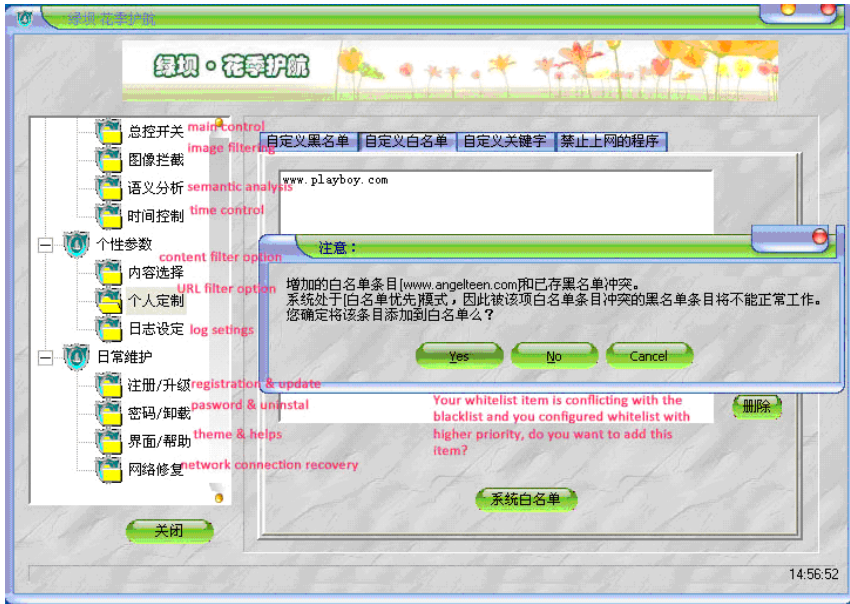 绿坝·花季护航
绿坝·花季护航
总控开关 main control
图像拦截 image filtering
语义分析 semantic analysis
时间控制 time control
个性参数
内容选择 content filter option
个人定制 URL filter option
日志设定 log setings
日常维护
注册/升级 registration & update
密码/卸载 pasword & uninstal
界面/帮助 theme & helps
网络修复 network connection recovery
关闭
自定义黑名单 自定义白名单 自定义关键字 禁止上网的程序
www.playboy.com
注意：
增加的白名单条目[www.angelteen.com]和已存黑名单冲突。
系统处于[白名单优先]模式，因此被该项白名单条目冲突的黑名单条目将不能正常工作。
您确定将该条目添加到白名单么？
Yes No Cancel
Your whitelist item is conflicting with the
blacklist and you configured whitelist with
higher priority, do you want to add this
item?
删除
系统白名单
14:56:52